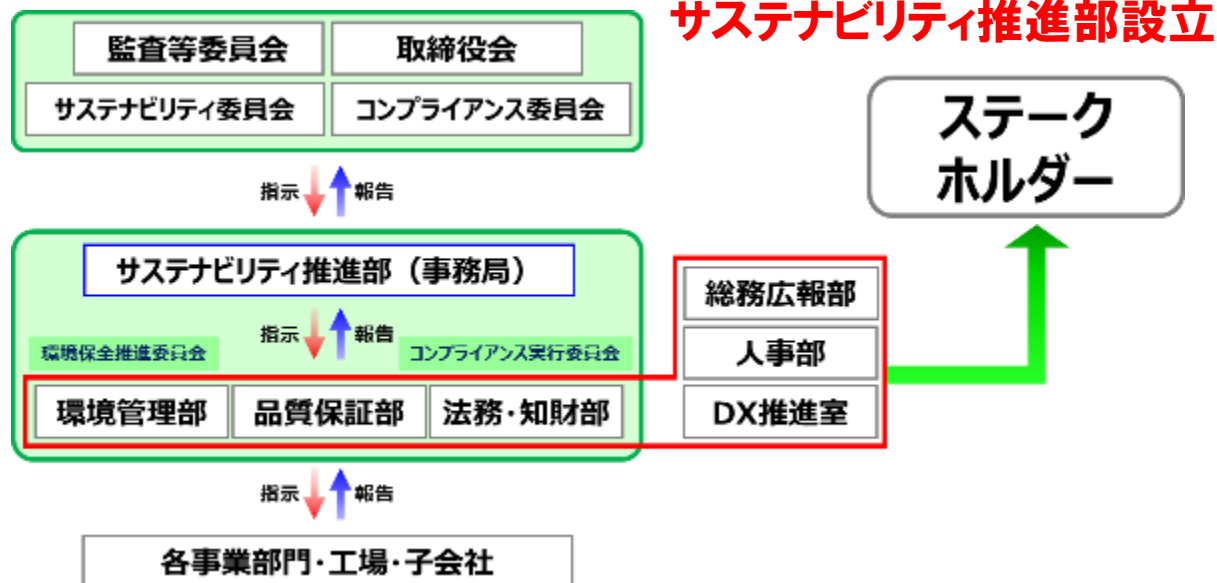 サステナビリティ推進部設立
監査等委員会
取締役会
サステナビリティ委員会
コンプライアンス委員会
ステーク
ホルダー
指示
報告
サステナビリティ推進部（事務局）
総務広報部
指示
報告
環境保全推進委員会
コンプライアンス実行委員会
人事部
環境管理部
品質保証部
法務・知財部
DX推進室
指示
報告
各事業部門・工場・子会社